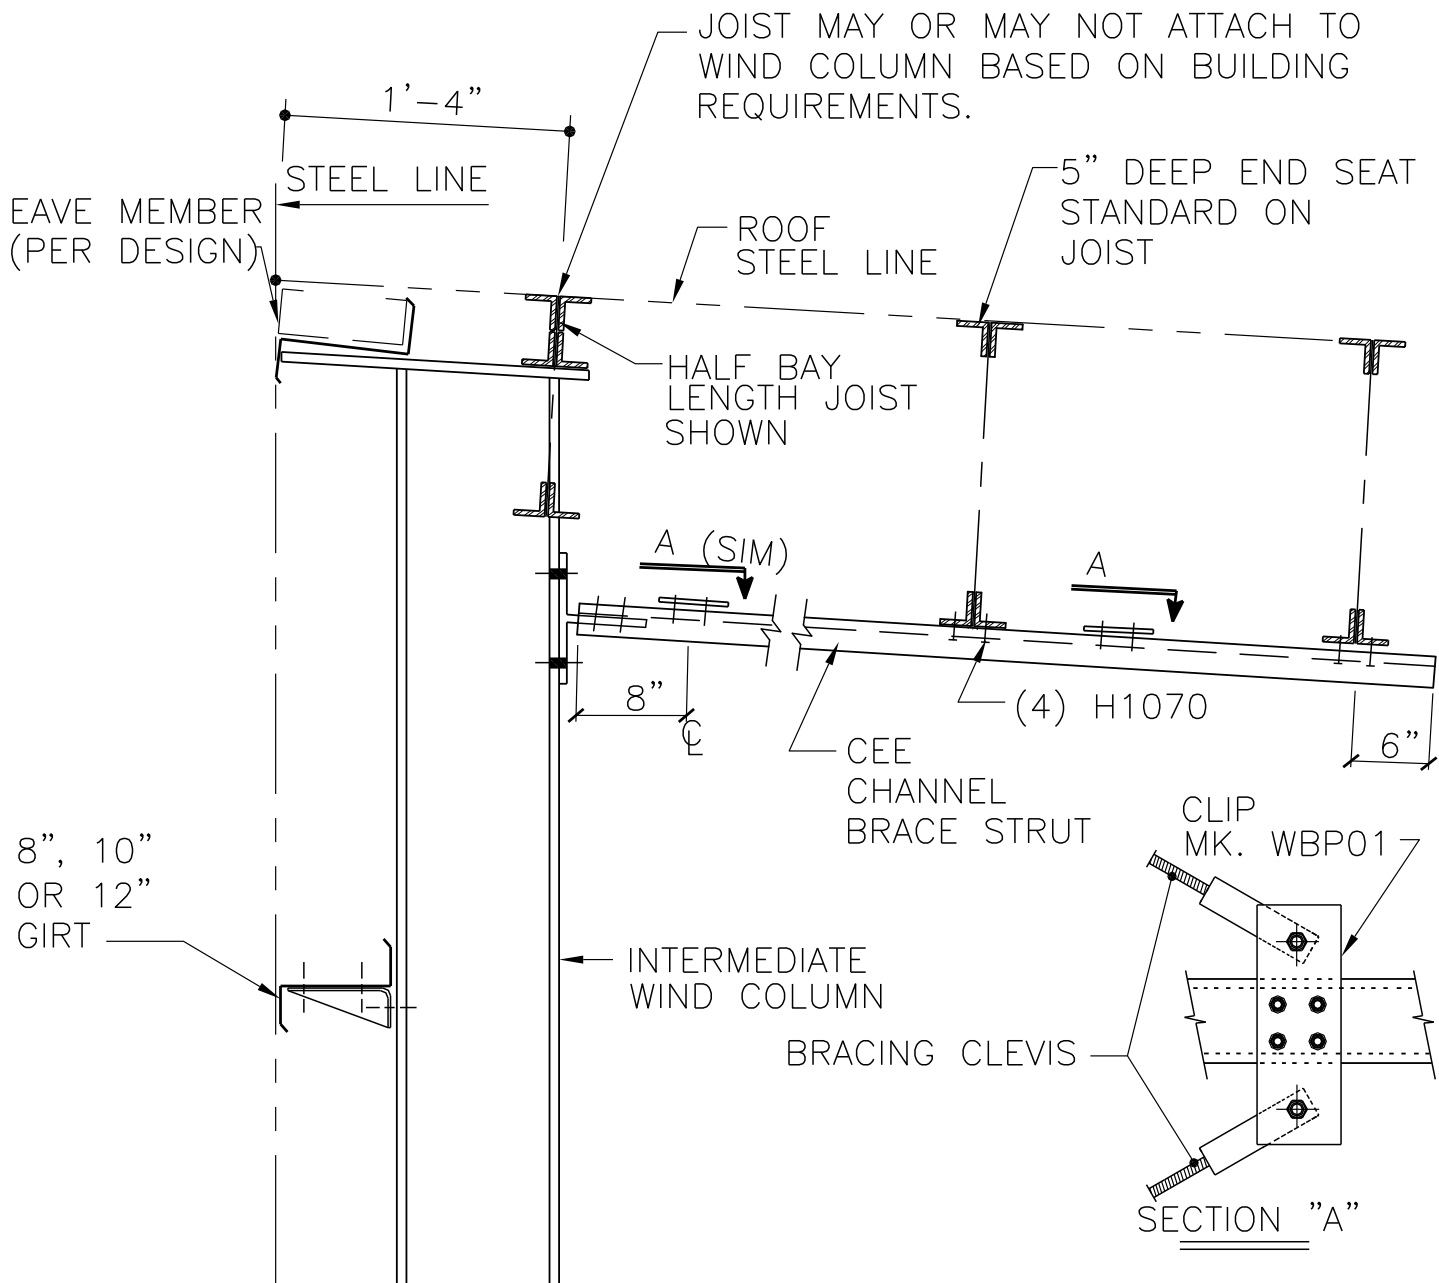 JOIST MAY OR MAY NOT ATTACH TO
WIND COLUMN BASED ON BUILDING
REQUIREMENTS.
1'-4"
STEEL LINE
EAVE MEMBER
(PER DESIGN)
5" DEEP END SEAT
STANDARD ON
JOIST
ROOF
STEEL LINE
HALF BAY
LENGTH JOIST
SHOWN
A (SIM)
A
8"
℄
(4) H1070
6"
CEE
CHANNEL
BRACE STRUT
CLIP
MK. WBP01
8", 10"
OR 12"
GIRT
INTERMEDIATE
WIND COLUMN
BRACING CLEVIS
SECTION "A"